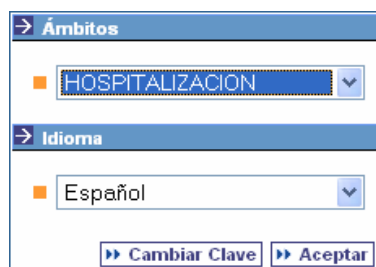 Ámbitos
HOSPITALIZACION
Idioma
Español
Cambiar Clave Aceptar